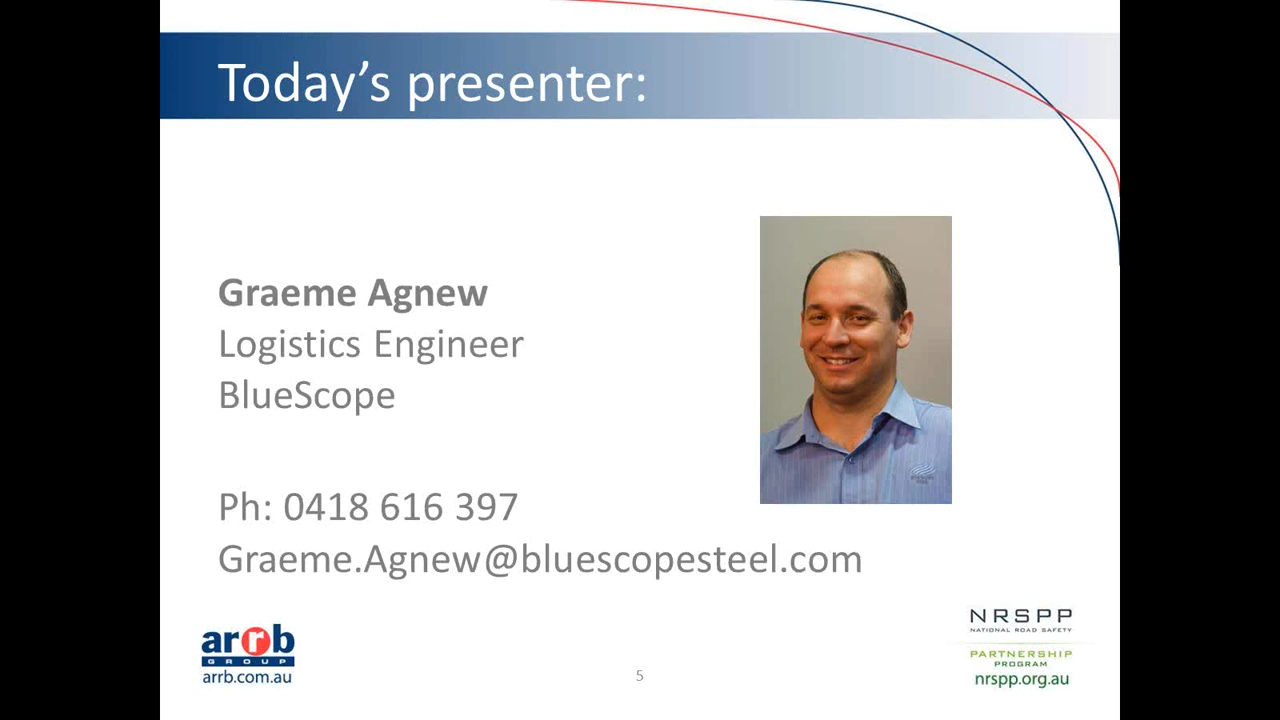 Today's presenter:
Graeme Agnew
Logistics Engineer
BlueScope
Ph: 0418 616 397
Graeme.Agnew@bluescopesteel.com
arrb
GROUP
arrb.com.au
5
NRSPP
NATIONAL ROAD SAFETY
PARTNERSHIP
PROGRAM
nrspp.org.au